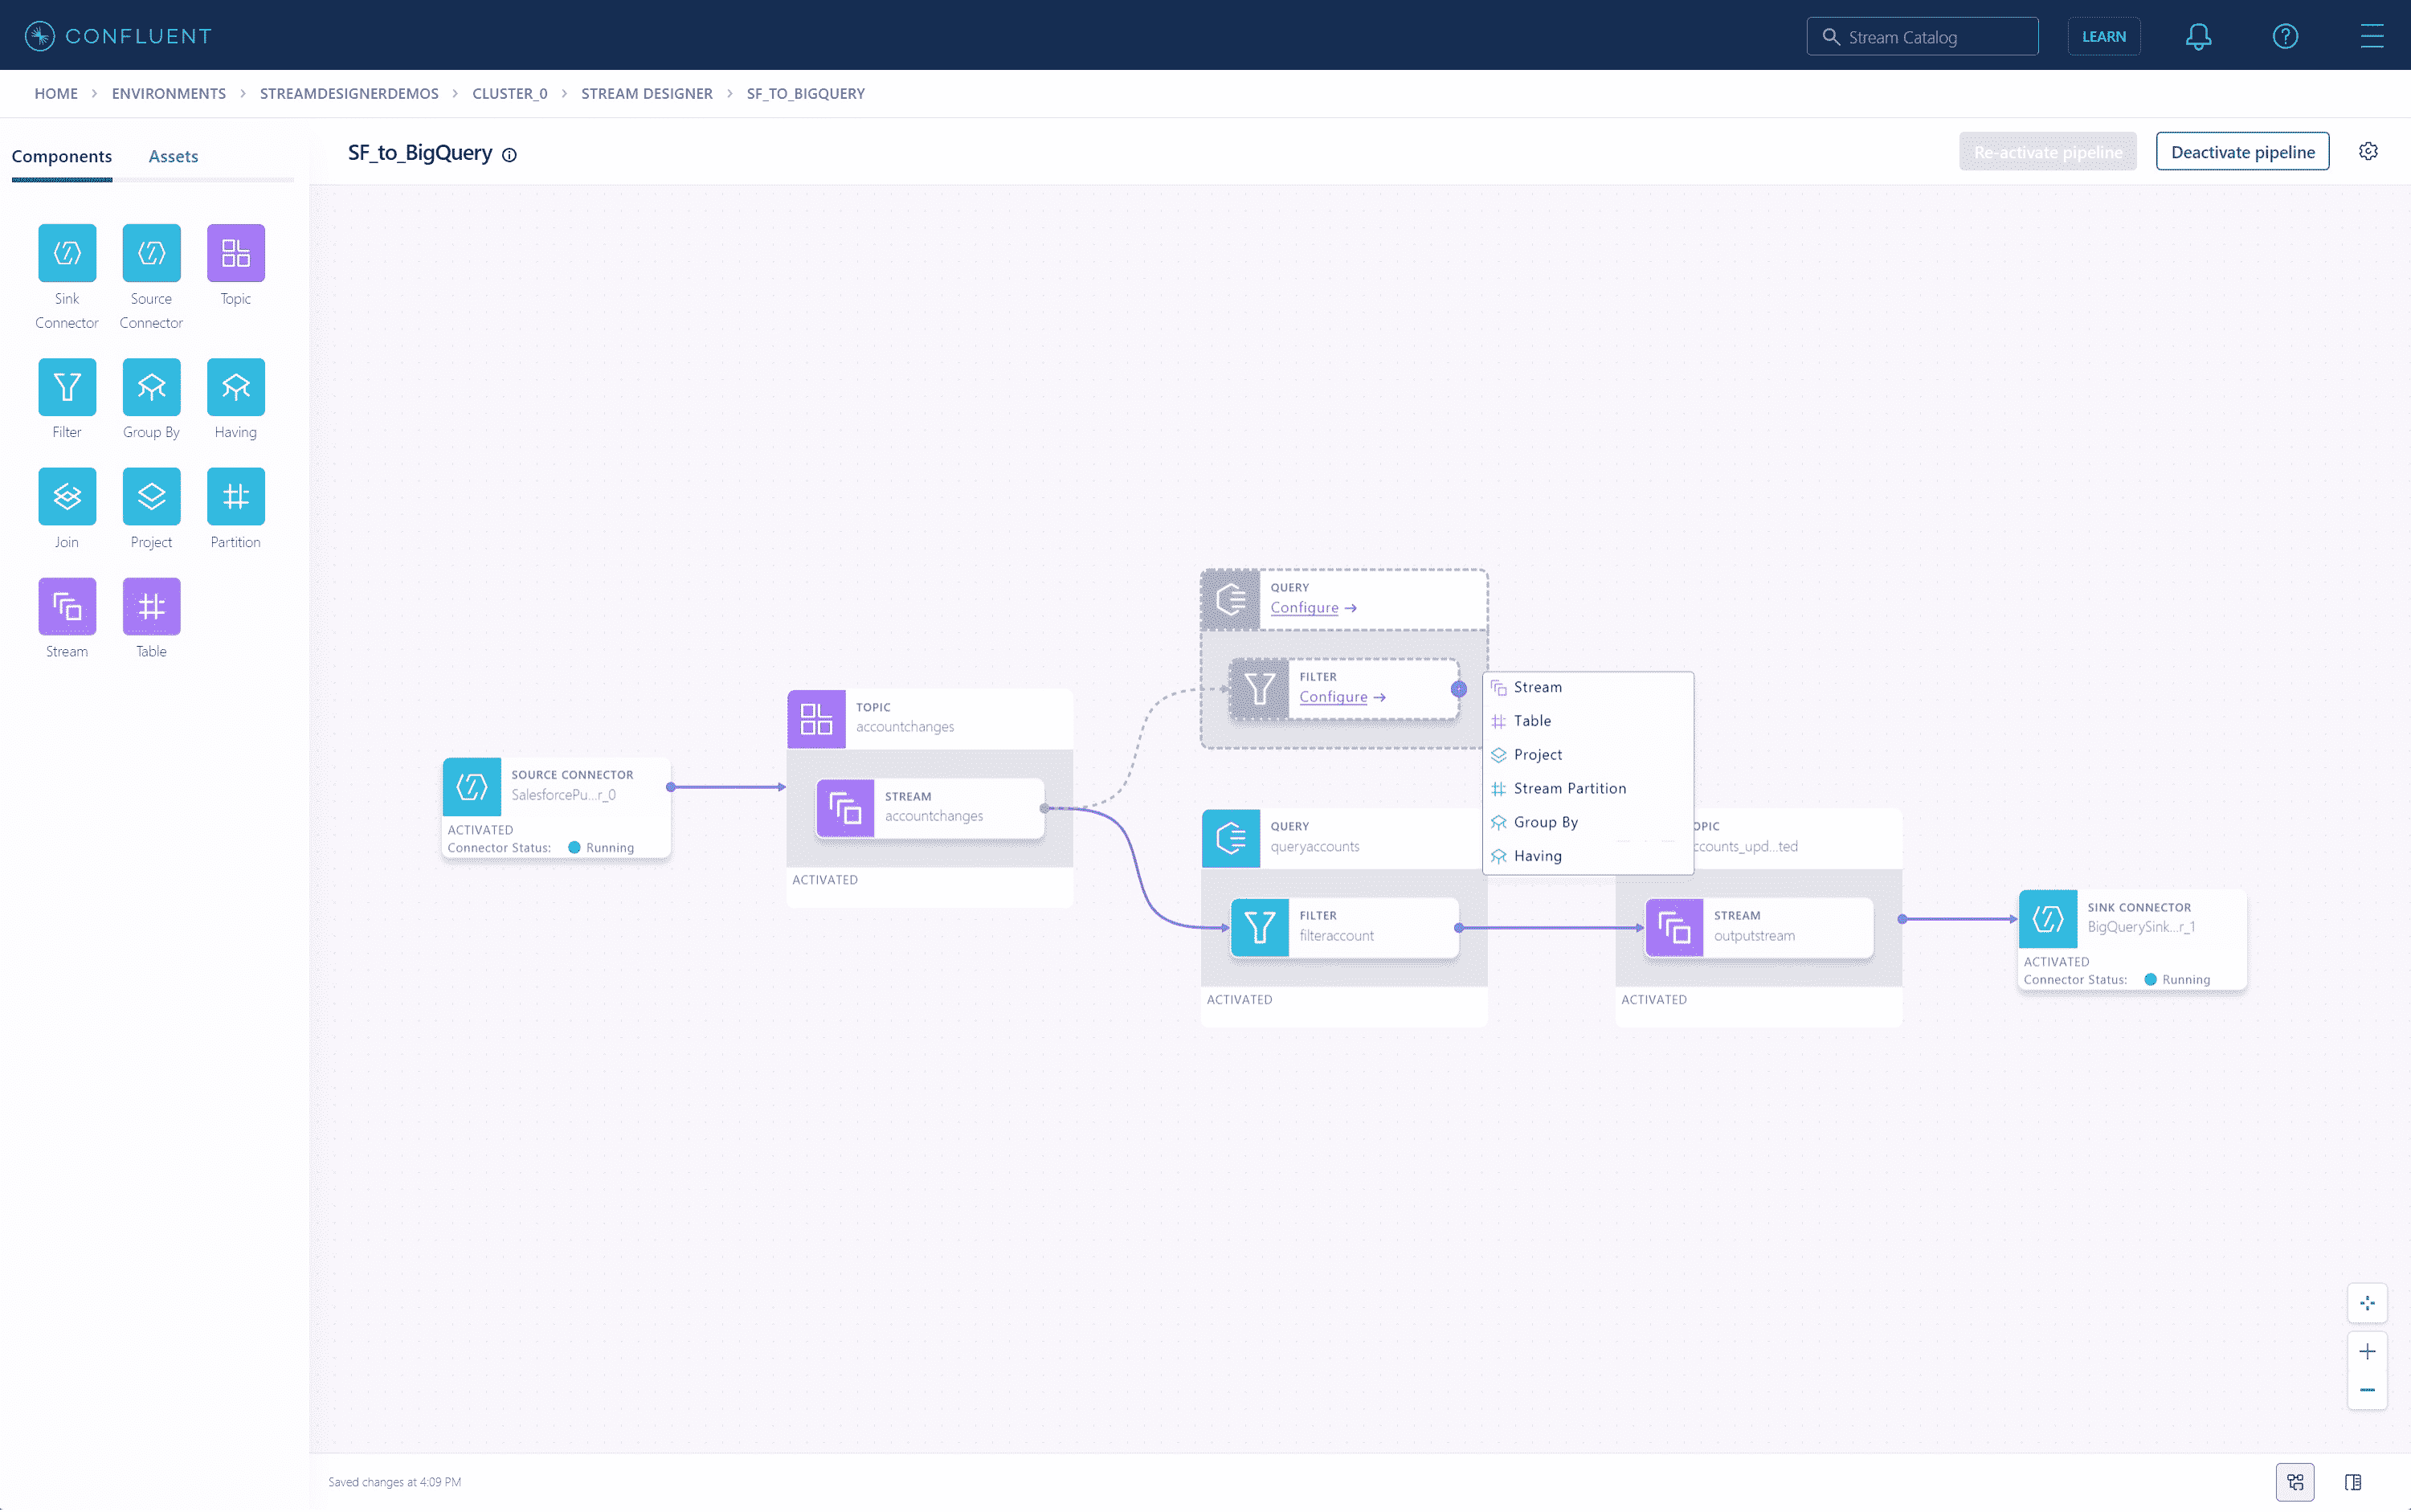 CONFLUENT
Stream Catalog
LEARN
HOME > ENVIRONMENTS > STREAMDESIGNERDEMOS > CLUSTER_0 > STREAM DESIGNER > SF_TO_BIGQUERY
Components
Assets
SF_to_BigQuery
Re-activate pipeline
Deactivate pipeline
Sink
Connector
Source
Connector
Topic
Filter
Group By
Having
Join
Project
Partition
Stream
Table
SOURCE CONNECTOR
SalesforcePu...r_0
ACTIVATED
Connector Status: Running
TOPIC
accountchanges
STREAM
accountchanges
ACTIVATED
QUERY
Configure →
FILTER
Configure →
Stream
Table
Project
Stream Partition
Group By
Having
QUERY
queryaccounts
FILTER
filteraccount
ACTIVATED
OPIC
ccounts_upd...ted
STREAM
outputstream
ACTIVATED
SINK CONNECTOR
BigQuerySink...r_1
ACTIVATED
Connector Status: Running
Saved changes at 4:09 PM